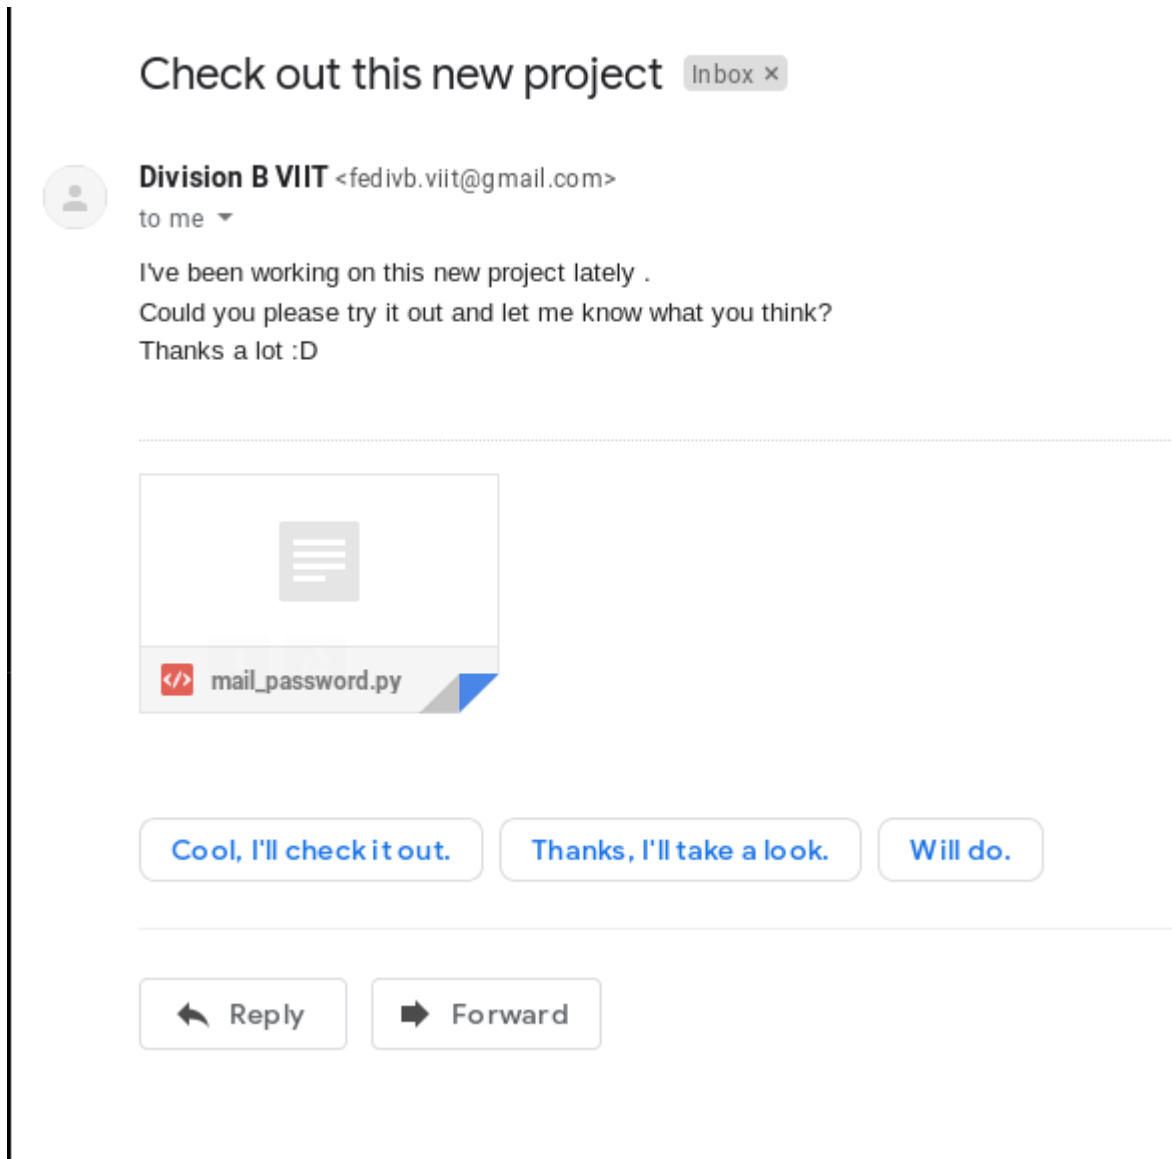 Check out this new project Inbox ×
Division B VIIT <fedivb.viit@gmail.com>
to me
I've been working on this new project lately .
Could you please try it out and let me know what you think?
Thanks a lot :D
</> mail_password.py
Cool, I'll check it out. Thanks, I'll take a look. Will do.
Reply Forward